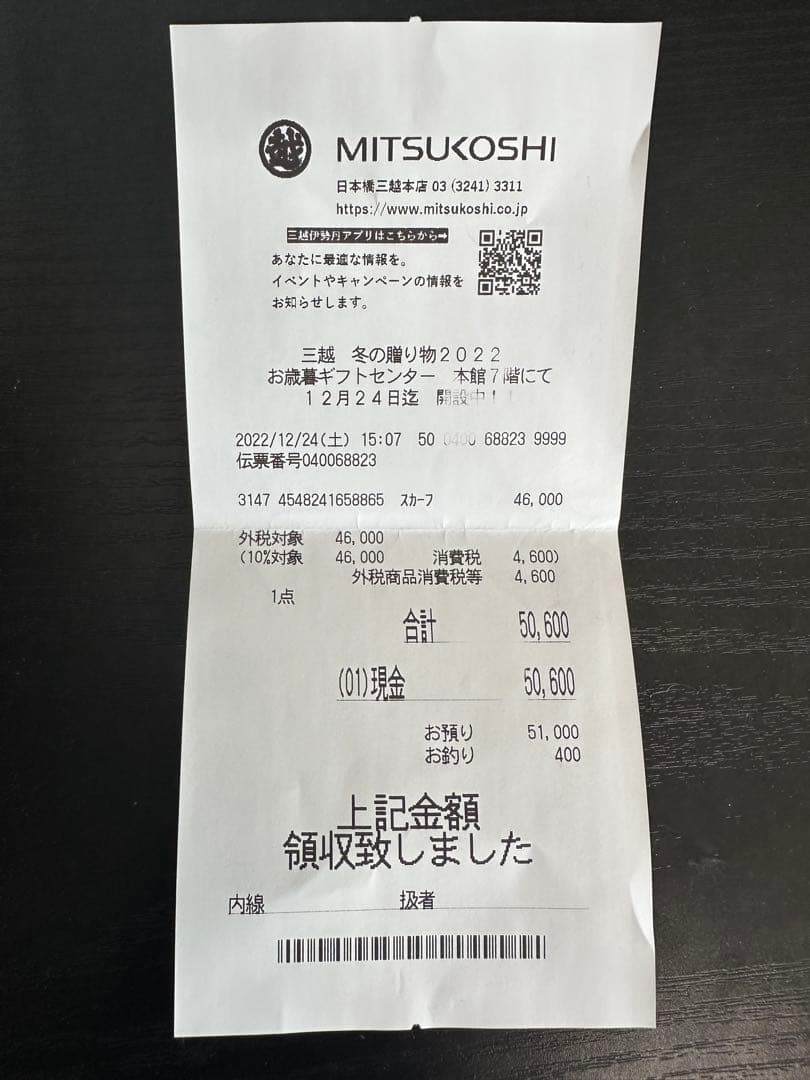 越 MITSUKOSHI
日本橋三越本店 03 (3241) 3311
https://www.mitsukoshi.co.jp
三越伊勢丹アプリはこちらから➡
あなたに最適な情報を。
イベントやキャンペーンの情報を
お知らせします。
三越 冬の贈り物2022
お歳暮ギフトセンター 本館7階にて
12月24日迄 開設中!!
2022/12/24(土) 15:07 50 0400 68823 9999
伝票番号040068823
3147 4548241658865 ｽｶｰﾌ 46,000
外税対象 46,000
(10%対象 46,000 消費税 4,600)
外税商品消費税等 4,600
1点
合計 50,600
(01)現金 50,600
お預り 51,000
お釣り 400
上記金額
領収致しました
内線 扱者